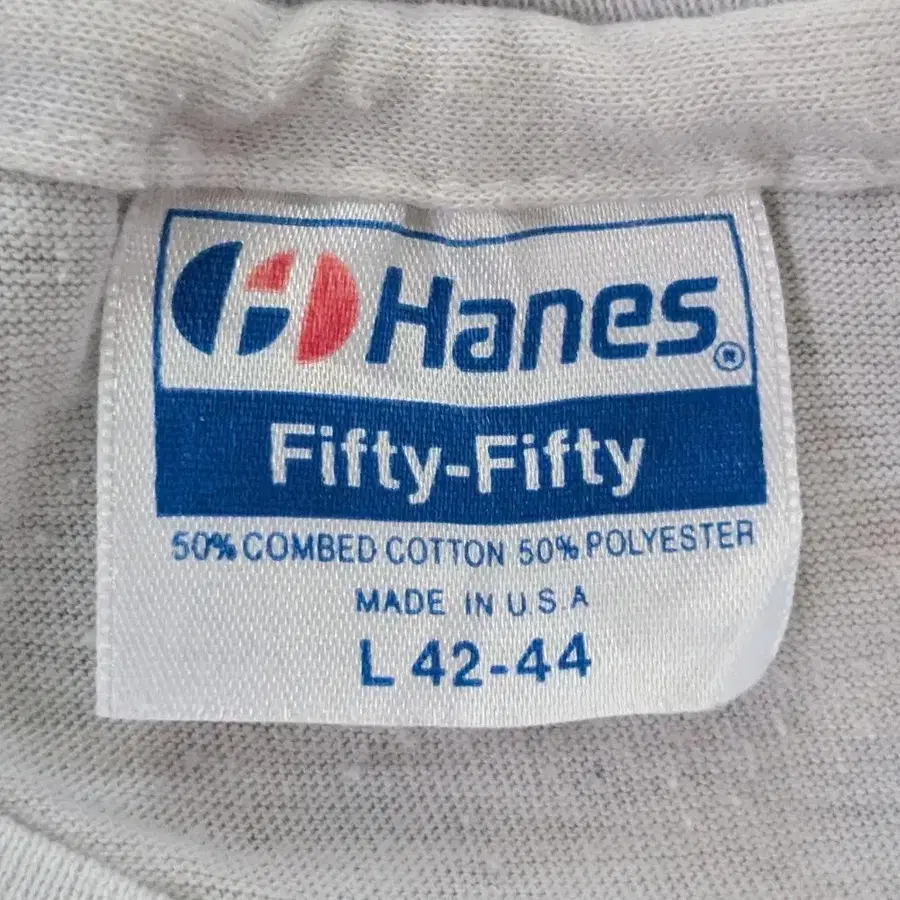 Hanes®
Fifty-Fifty
50% COMBED COTTON 50% POLYESTER
MADE IN U.S.A
L 42-44